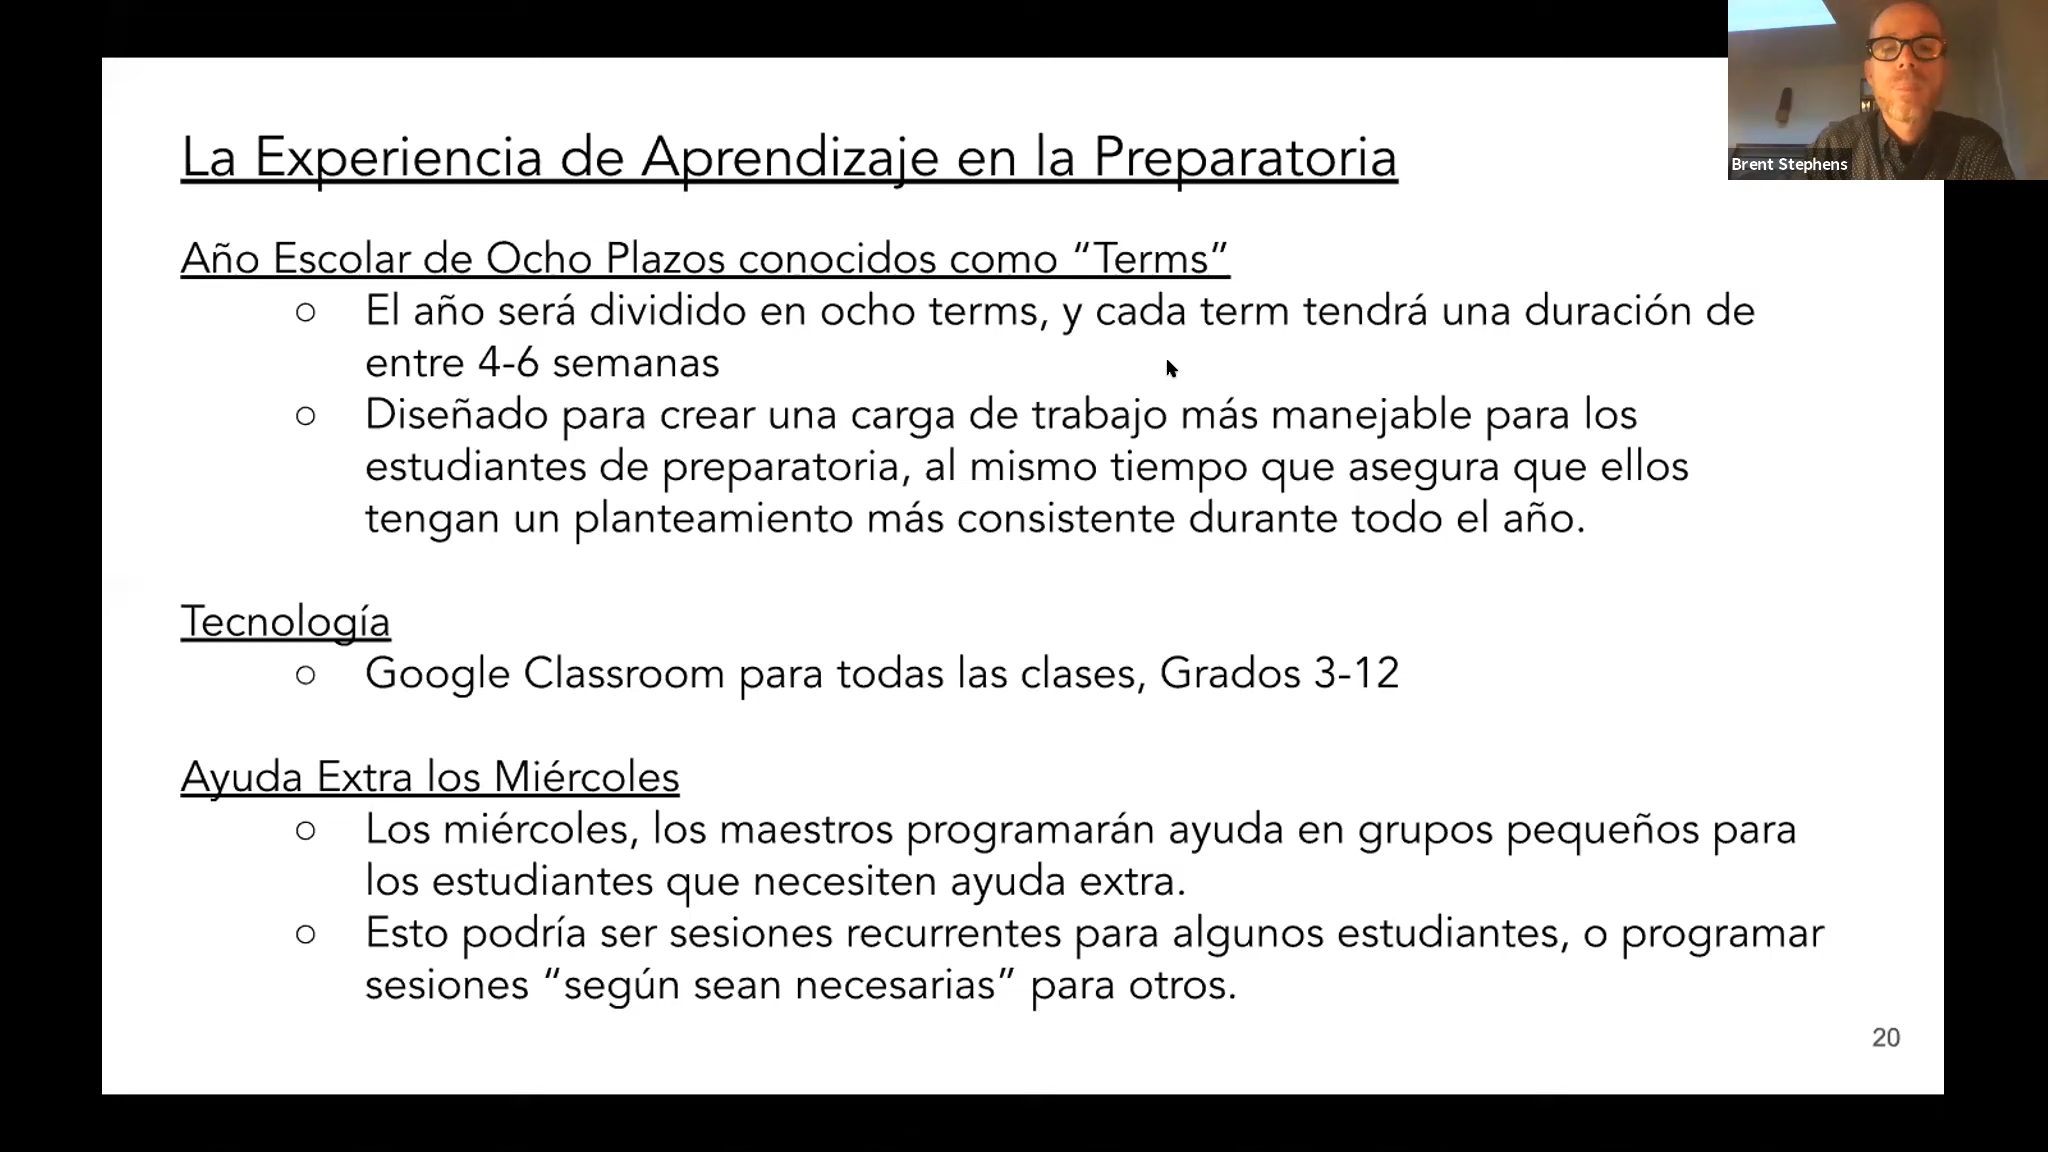 La Experiencia de Aprendizaje en la Preparatoria
Brent Stephens
Año Escolar de Ocho Plazos conocidos como “Terms”
○ El año será dividido en ocho terms, y cada term tendrá una duración de
entre 4-6 semanas
○ Diseñado para crear una carga de trabajo más manejable para los
estudiantes de preparatoria, al mismo tiempo que asegura que ellos
tengan un planteamiento más consistente durante todo el año.
Tecnología
○ Google Classroom para todas las clases, Grados 3-12
Ayuda Extra los Miércoles
○ Los miércoles, los maestros programarán ayuda en grupos pequeños para
los estudiantes que necesiten ayuda extra.
○ Esto podría ser sesiones recurrentes para algunos estudiantes, o programar
sesiones “según sean necesarias” para otros.
20